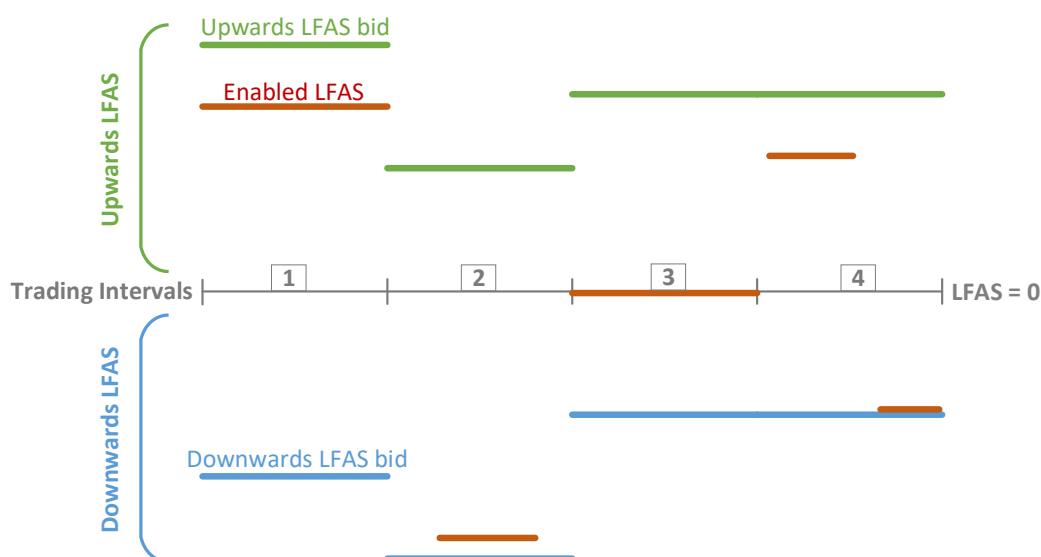 Upwards LFAS bid
Upwards LFAS
Enabled LFAS
1
2
3
4
Trading Intervals
LFAS = 0
Downwards LFAS
Downwards LFAS bid